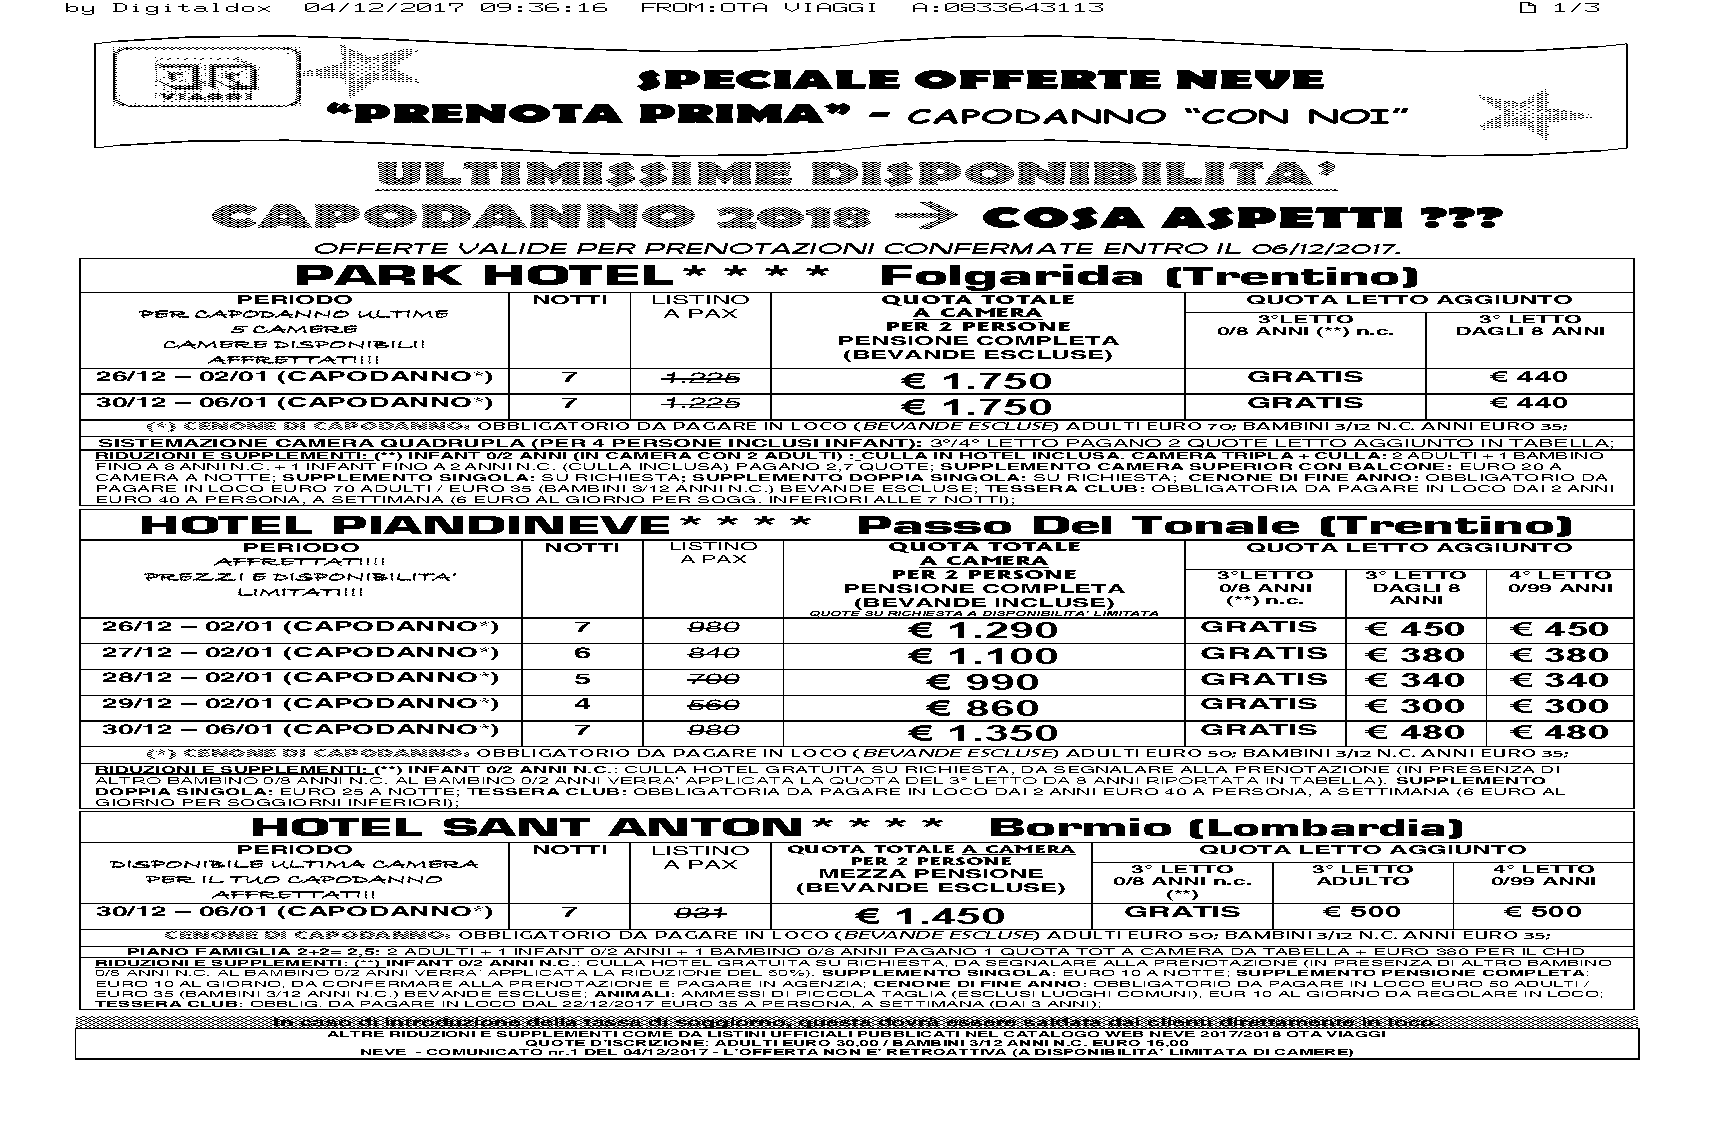 by Digitaldox 04/12/2017 09:36:16 FROM:OTA VIAGGI A:0833643113 1/3
VIAGGI
SPECIALE OFFERTE NEVE
“PRENOTA PRIMA” - CAPODANNO “CON NOI”
ULTIMISSIME DISPONIBILITA’
CAPODANNO 2018 → COSA ASPETTI ???
OFFERTE VALIDE PER PRENOTAZIONI CONFERMATE ENTRO IL 06/12/2017.
PARK HOTEL**** Folgarida (Trentino)
PERIODO NOTTI LISTINO QUOTA TOTALE QUOTA LETTO AGGIUNTO
PER CAPODANNO ULTIME A PAX A CAMERA
5 CAMERE PER 2 PERSONE 3°LETTO 3° LETTO
CAMERE DISPONIBILI! PENSIONE COMPLETA 0/8 ANNI (**) n.c. DAGLI 8 ANNI
AFFRETTATI!!! (BEVANDE ESCLUSE)
26/12 – 02/01 (CAPODANNO*) 7 1.225 € 1.750 GRATIS € 440
30/12 – 06/01 (CAPODANNO*) 7 1.225 € 1.750 GRATIS € 440
(*) CENONE DI CAPODANNO: OBBLIGATORIO DA PAGARE IN LOCO (BEVANDE ESCLUSE) ADULTI EURO 70; BAMBINI 3/12 N.C. ANNI EURO 35;
SISTEMAZIONE CAMERA QUADRUPLA (PER 4 PERSONE INCLUSI INFANT): 3°/4° LETTO PAGANO 2 QUOTE LETTO AGGIUNTO IN TABELLA;
RIDUZIONI E SUPPLEMENTI: (**) INFANT 0/2 ANNI (IN CAMERA CON 2 ADULTI) : CULLA IN HOTEL INCLUSA. CAMERA TRIPLA + CULLA: 2 ADULTI + 1 BAMBINO
FINO A 8 ANNI N.C. + 1 INFANT FINO A 2 ANNI N.C. (CULLA INCLUSA) PAGANO 2,7 QUOTE; SUPPLEMENTO CAMERA SUPERIOR CON BALCONE: EURO 20 A
CAMERA A NOTTE; SUPPLEMENTO SINGOLA: SU RICHIESTA; SUPPLEMENTO DOPPIA SINGOLA: SU RICHIESTA; CENONE DI FINE ANNO: OBBLIGATORIO DA
PAGARE IN LOCO EURO 70 ADULTI / EURO 35 (BAMBINI 3/12 ANNI N.C.) BEVANDE ESCLUSE; TESSERA CLUB: OBBLIGATORIA DA PAGARE IN LOCO DAI 2 ANNI
EURO 40 A PERSONA, A SETTIMANA (6 EURO AL GIORNO PER SOGG. INFERIORI ALLE 7 NOTTI);
HOTEL PIANDINEVE**** Passo Del Tonale (Trentino)
PERIODO NOTTI LISTINO QUOTA TOTALE QUOTA LETTO AGGIUNTO
AFFRETTATI!!! A PAX A CAMERA
PREZZI E DISPONIBILITA’ PER 2 PERSONE 3°LETTO 3° LETTO 4° LETTO
LIMITATI!!! PENSIONE COMPLETA 0/8 ANNI DAGLI 8 0/99 ANNI
(BEVANDE INCLUSE) (**) n.c. ANNI
QUOTE SU RICHIESTA A DISPONIBILITA’ LIMITATA
26/12 – 02/01 (CAPODANNO*) 7 980 € 1.290 GRATIS € 450 € 450
27/12 – 02/01 (CAPODANNO*) 6 840 € 1.100 GRATIS € 380 € 380
28/12 – 02/01 (CAPODANNO*) 5 700 € 990 GRATIS € 340 € 340
29/12 – 02/01 (CAPODANNO*) 4 560 € 860 GRATIS € 300 € 300
30/12 – 06/01 (CAPODANNO*) 7 980 € 1.350 GRATIS € 480 € 480
(*) CENONE DI CAPODANNO: OBBLIGATORIO DA PAGARE IN LOCO (BEVANDE ESCLUSE) ADULTI EURO 50; BAMBINI 3/12 N.C. ANNI EURO 35;
RIDUZIONI E SUPPLEMENTI: (**) INFANT 0/2 ANNI N.C.: CULLA HOTEL GRATUITA SU RICHIESTA, DA SEGNALARE ALLA PRENOTAZIONE (IN PRESENZA DI
ALTRO BAMBINO 0/8 ANNI N.C. AL BAMBINO 0/2 ANNI VERRA’ APPLICATA LA QUOTA DEL 3° LETTO DA 8 ANNI RIPORTATA IN TABELLA). SUPPLEMENTO
DOPPIA SINGOLA: EURO 25 A NOTTE; TESSERA CLUB: OBBLIGATORIA DA PAGARE IN LOCO DAI 2 ANNI EURO 40 A PERSONA, A SETTIMANA (6 EURO AL
GIORNO PER SOGGIORNI INFERIORI);
HOTEL SANT ANTON**** Bormio (Lombardia)
PERIODO NOTTI LISTINO QUOTA TOTALE A CAMERA QUOTA LETTO AGGIUNTO
DISPONIBILE ULTIMA CAMERA A PAX PER 2 PERSONE 3° LETTO 3° LETTO 4° LETTO
PER IL TUO CAPODANNO MEZZA PENSIONE 0/8 ANNI n.c. ADULTO 0/99 ANNI
AFFRETTATI!!! (BEVANDE ESCLUSE) (**)
30/12 – 06/01 (CAPODANNO*) 7 931 € 1.450 GRATIS € 500 € 500
CENONE DI CAPODANNO: OBBLIGATORIO DA PAGARE IN LOCO (BEVANDE ESCLUSE) ADULTI EURO 50; BAMBINI 3/12 N.C. ANNI EURO 35;
PIANO FAMIGLIA 2+2= 2,5: 2 ADULTI + 1 INFANT 0/2 ANNI + 1 BAMBINO 0/8 ANNI PAGANO 1 QUOTA TOT A CAMERA DA TABELLA + EURO 380 PER IL CHD
RIDUZIONI E SUPPLEMENTI: (**) INFANT 0/2 ANNI N.C.: CULLA HOTEL GRATUITA SU RICHIESTA, DA SEGNALARE ALLA PRENOTAZIONE (IN PRESENZA DI ALTRO BAMBINO
0/8 ANNI N.C. AL BAMBINO 0/2 ANNI VERRA’ APPLICATA LA RIDUZIONE DEL 50%). SUPPLEMENTO SINGOLA: EURO 10 A NOTTE; SUPPLEMENTO PENSIONE COMPLETA:
EURO 10 AL GIORNO, DA CONFERMARE ALLA PRENOTAZIONE E PAGARE IN AGENZIA; CENONE DI FINE ANNO: OBBLIGATORIO DA PAGARE IN LOCO EURO 50 ADULTI /
EURO 35 (BAMBINI 3/12 ANNI N.C.) BEVANDE ESCLUSE; ANIMALI: AMMESSI DI PICCOLA TAGLIA (ESCLUSI LUOGHI COMUNI), EUR 10 AL GIORNO DA REGOLARE IN LOCO;
TESSERA CLUB: OBBLIG. DA PAGARE IN LOCO DAL 22/12/2017 EURO 35 A PERSONA, A SETTIMANA (DAI 3 ANNI);
In caso di introduzione della tassa di soggiorno, questa dovrà essere saldata dai clienti direttamente in loco.
ALTRE RIDUZIONI E SUPPLEMENTI COME DA LISTINI UFFICIALI PUBBLICATI NEL CATALOGO WEB NEVE 2017/2018 OTA VIAGGI
QUOTE D’ISCRIZIONE: ADULTI EURO 30,00 / BAMBINI 3/12 ANNI N.C. EURO 15,00
NEVE - COMUNICATO nr.1 DEL 04/12/2017 - L’OFFERTA NON E’ RETROATTIVA (A DISPONIBILITA’ LIMITATA DI CAMERE)